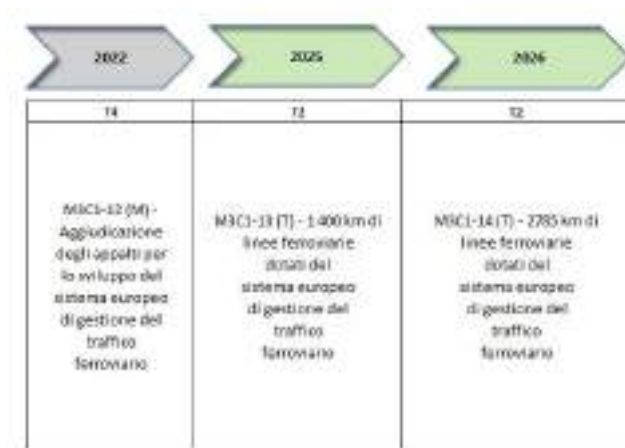 2022
2025
2026
T4
T2
M3C1-12 (M) -
Aggiudicazione
degli appalti per
lo sviluppo del
sistema europeo
di gestione del
traffico
ferroviario
M3C1-13 (T) - 1 400 km di
linee ferroviarie
dotati del
sistema europeo
di gestione del
traffico
ferroviario
M3C1-14 (T) - 2785 km di
linee ferroviarie
dotati del
sistema europeo
di gestione del
traffico
ferroviario